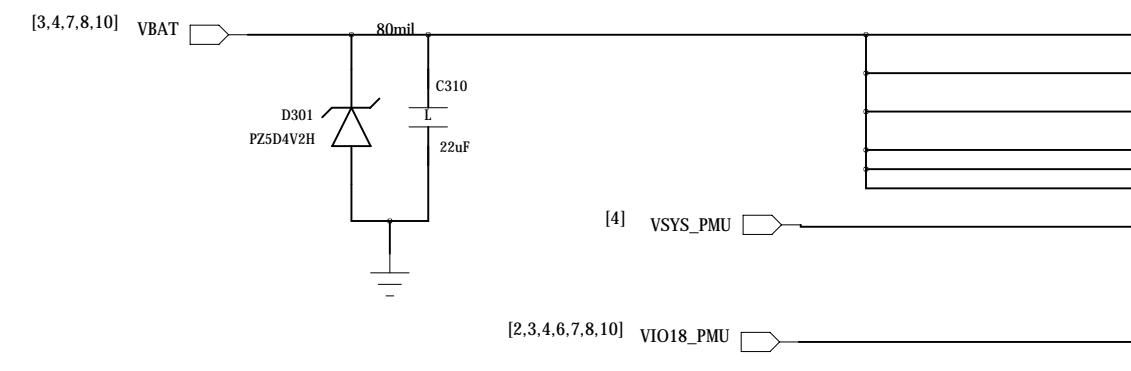 [3,4,7,8,10] VBAT
80mil
C310
D301
L
PZ5D4V2H
22uF
[4] VSYS_PMU
[2,3,4,6,7,8,10] VIO18_PMU